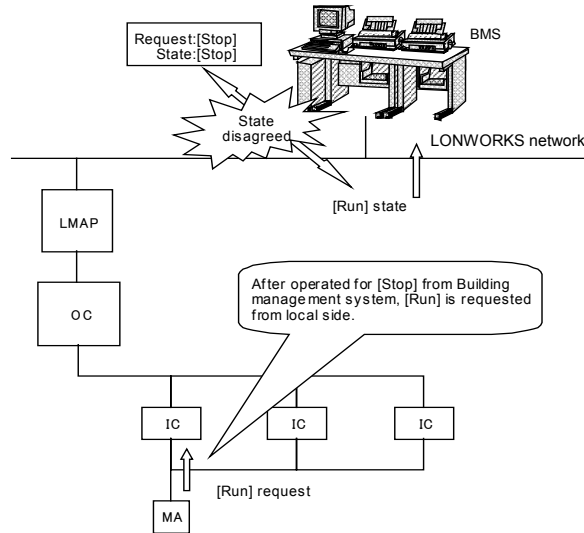 Request:[Stop]
State:[Stop]
BMS
State
disagreed
LONWORKS network
[Run] state
LMAP
After operated for [Stop] from Building
management system, [Run] is requested
from local side.
OC
IC
IC
IC
[Run] request
MA